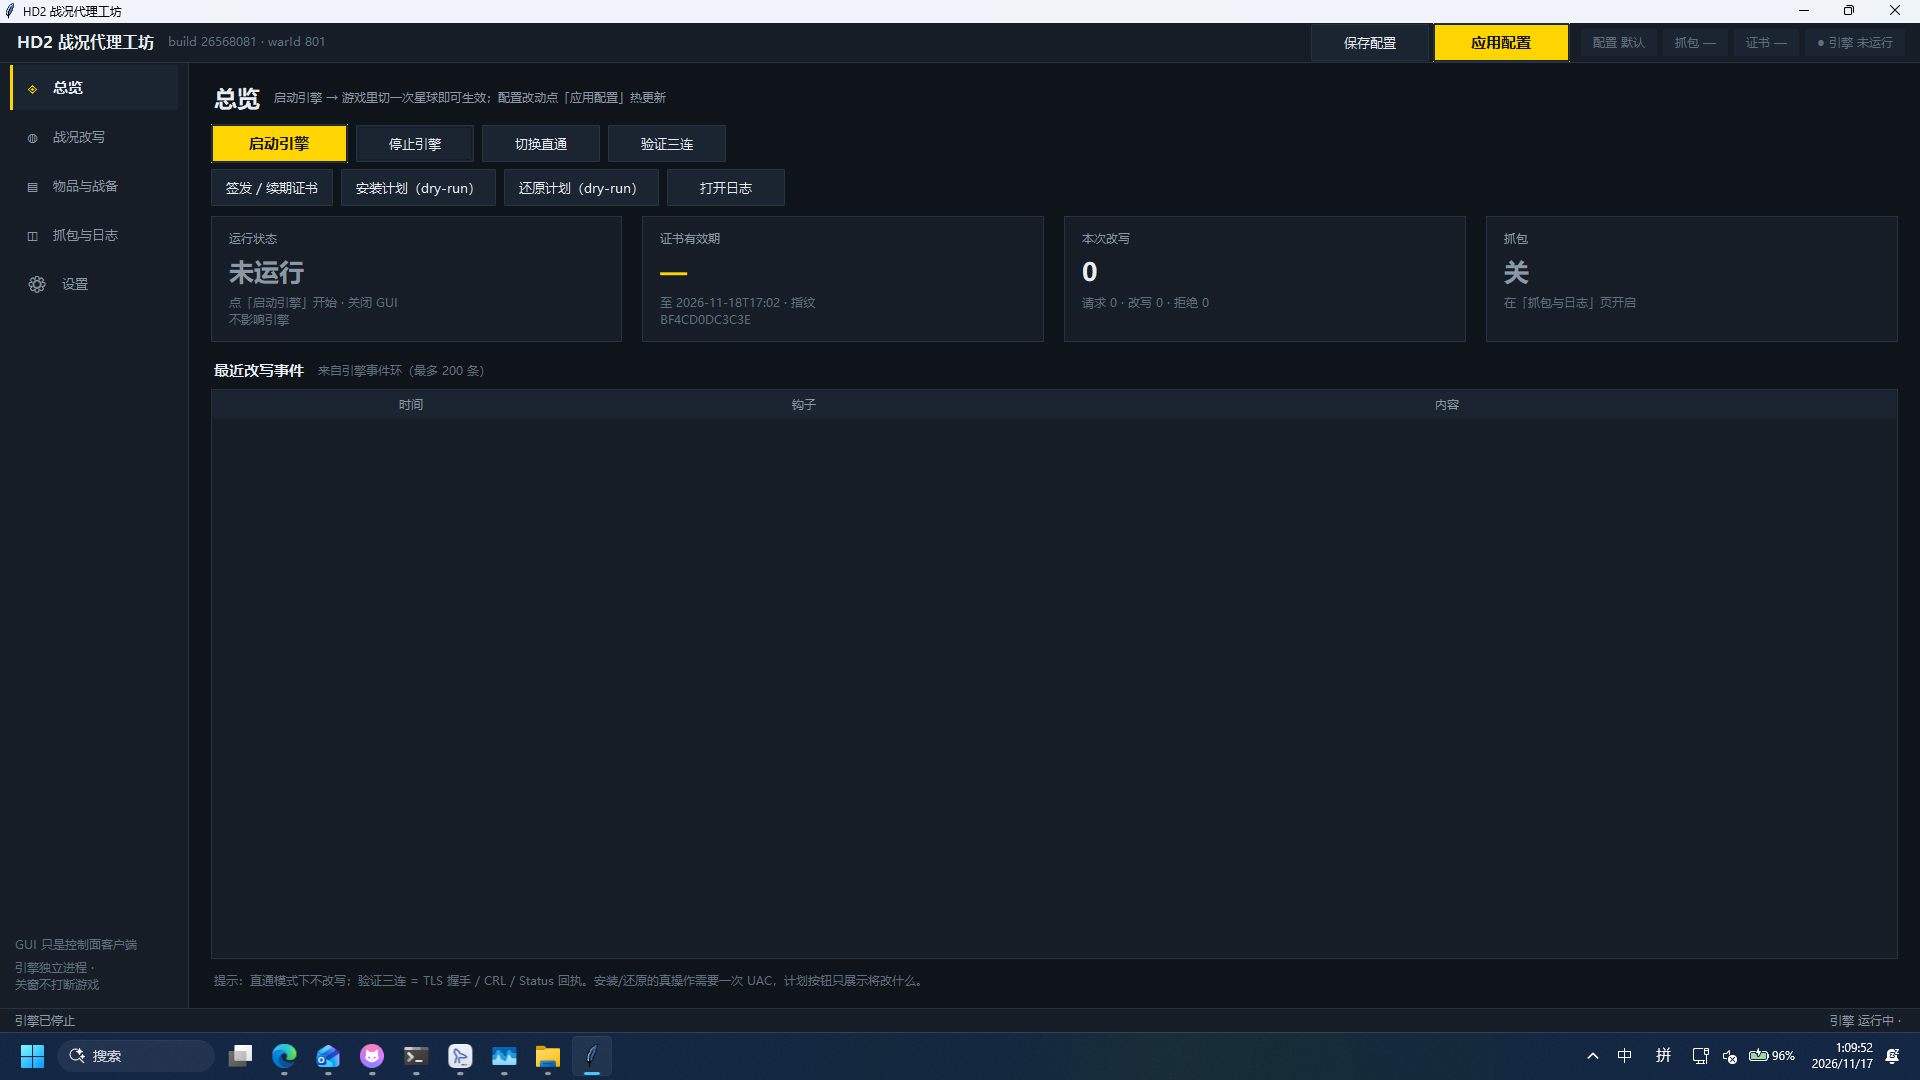 HD2 战况代理工坊
HD2 战况代理工坊 build 26568081 · warId 801 保存配置 应用配置 配置 默认 抓包 — 证书 — ● 引擎 未运行
总览
战况改写
物品与战备
抓包与日志
设置
总览 启动引擎 → 游戏里切一次星球即可生效；配置改动点「应用配置」热更新
启动引擎 停止引擎 切换直通 验证三连
签发 / 续期证书 安装计划（dry-run） 还原计划（dry-run） 打开日志
运行状态
未运行
点「启动引擎」开始 · 关闭 GUI
不影响引擎
证书有效期
—
至 2026-11-18T17:02 · 指纹
BF4CD0DC3C3E
本次改写
0
请求 0 · 改写 0 · 拒绝 0
抓包
关
在「抓包与日志」页开启
最近改写事件 来自引擎事件环（最多 200 条）
时间 钩子 内容
提示：直通模式下不改写；验证三连 = TLS 握手 / CRL / Status 回执。安装/还原的真操作需要一次 UAC，计划按钮只展示将改什么。
GUI 只是控制面客户端
引擎独立进程 ·
关窗不打断游戏
引擎已停止 引擎 运行中 ·
搜索 中 拼 96% 1:09:52
2026/11/17